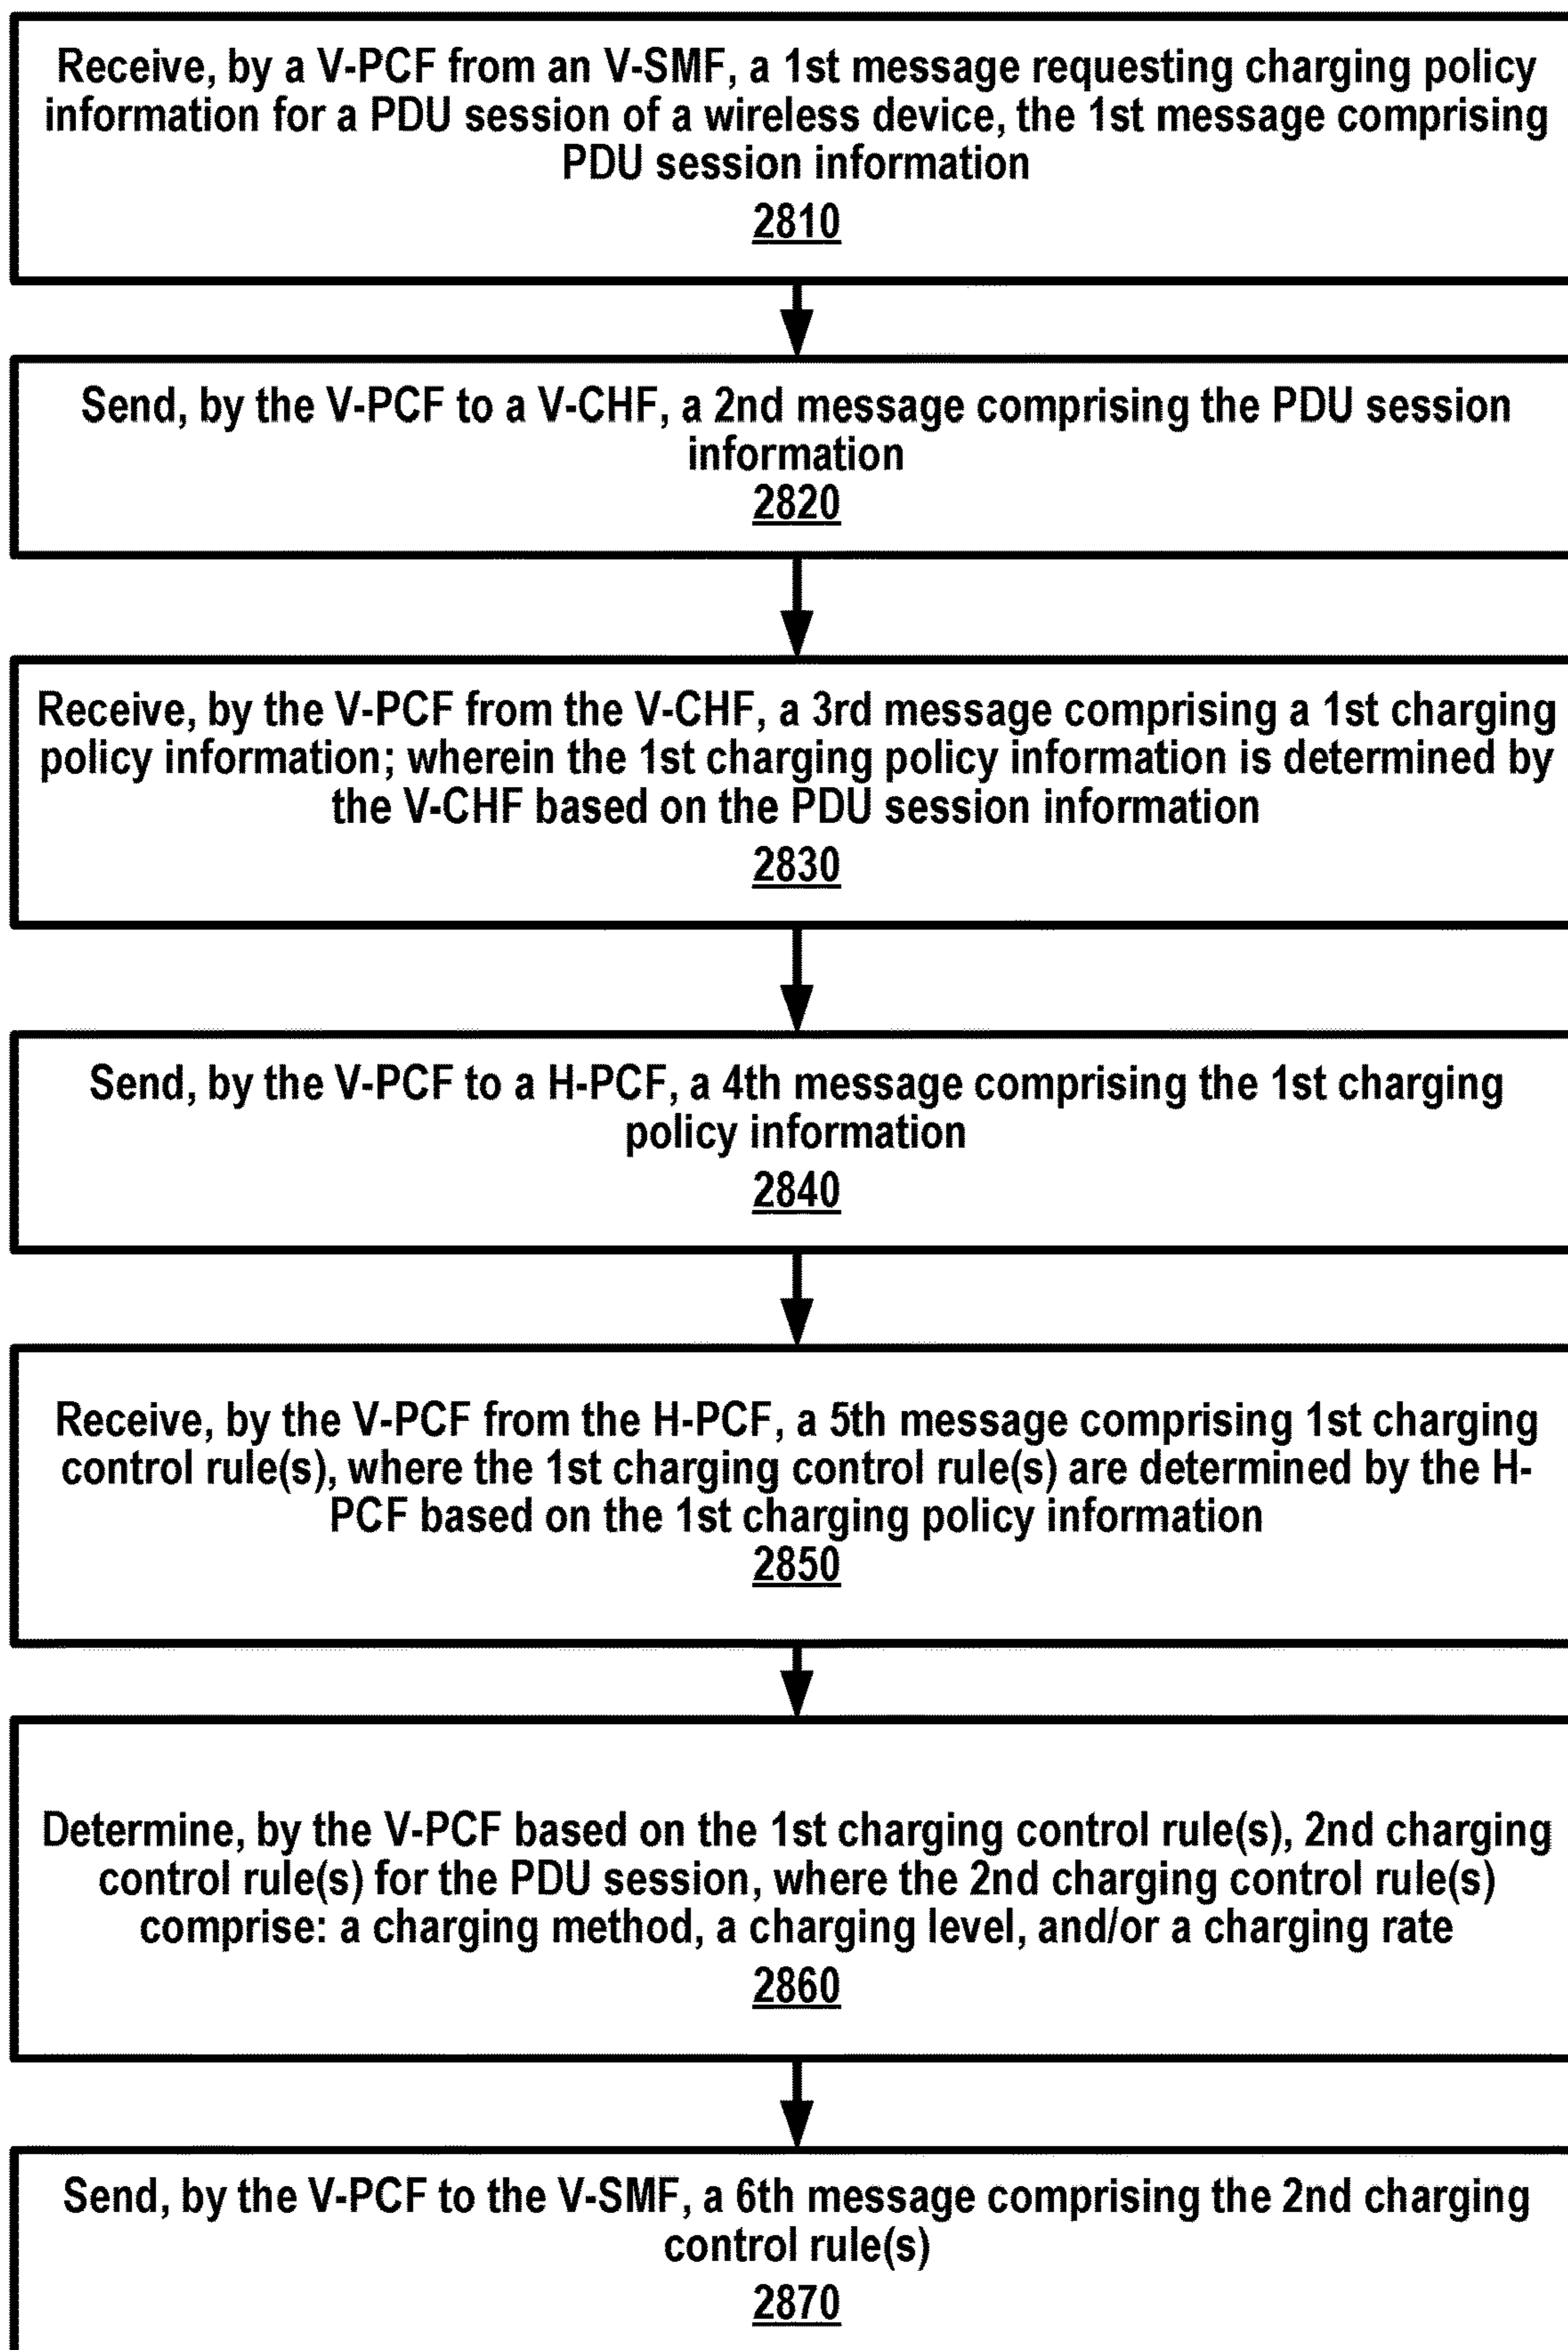 Receive, by a V-PCF from an V-SMF, a 1st message requesting charging policy
information for a PDU session of a wireless device, the 1st message comprising
PDU session information
2810
Send, by the V-PCF to a V-CHF, a 2nd message comprising the PDU session
information
2820
Receive, by the V-PCF from the V-CHF, a 3rd message comprising a 1st charging
policy information; wherein the 1st charging policy information is determined by
the V-CHF based on the PDU session information
2830
Send, by the V-PCF to a H-PCF, a 4th message comprising the 1st charging
policy information
2840
Receive, by the V-PCF from the H-PCF, a 5th message comprising 1st charging
control rule(s), where the 1st charging control rule(s) are determined by the H-
PCF based on the 1st charging policy information
2850
Determine, by the V-PCF based on the 1st charging control rule(s), 2nd charging
control rule(s) for the PDU session, where the 2nd charging control rule(s)
comprise: a charging method, a charging level, and/or a charging rate
2860
Send, by the V-PCF to the V-SMF, a 6th message comprising the 2nd charging
control rule(s)
2870